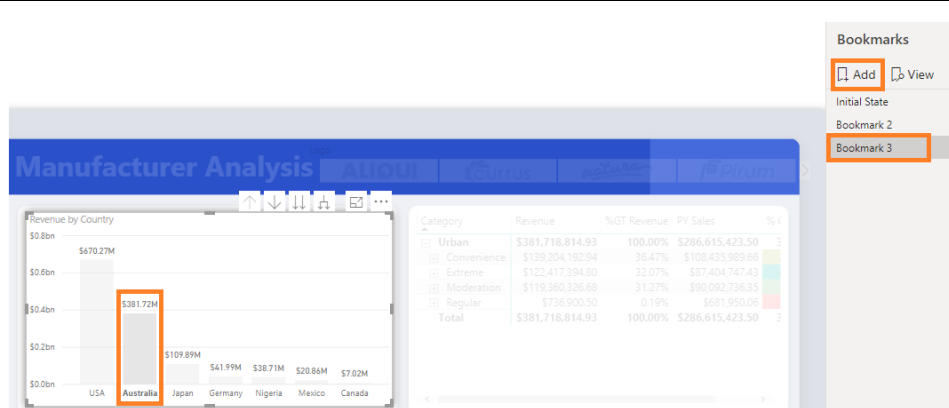 Bookmarks
Add View
Initial State
Bookmark 2
Bookmark 3
Manufacturer Analysis
Logo
ALIQUI Currus Pirum
Revenue by Country
$0.8bn
$0.6bn
$0.4bn
$0.2bn
$0.0bn
$670.27M
$381.72M
$109.89M
$41.99M
$38.71M
$20.86M
$7.02M
USA Australia Japan Germany Nigeria Mexico Canada
Category Revenue %GT Revenue PY Sales
Urban $381,718,814.93 100.00% $286,615,423.50
Convenience $139,204,192.94 36.47% $108,435,989.66
Extreme $122,417,394.80 32.07% $87,404,747.43
Moderation $119,360,326.68 31.27% $90,092,736.35
Regular $736,900.50 0.19% $681,950.06
Total $381,718,814.93 100.00% $286,615,423.50